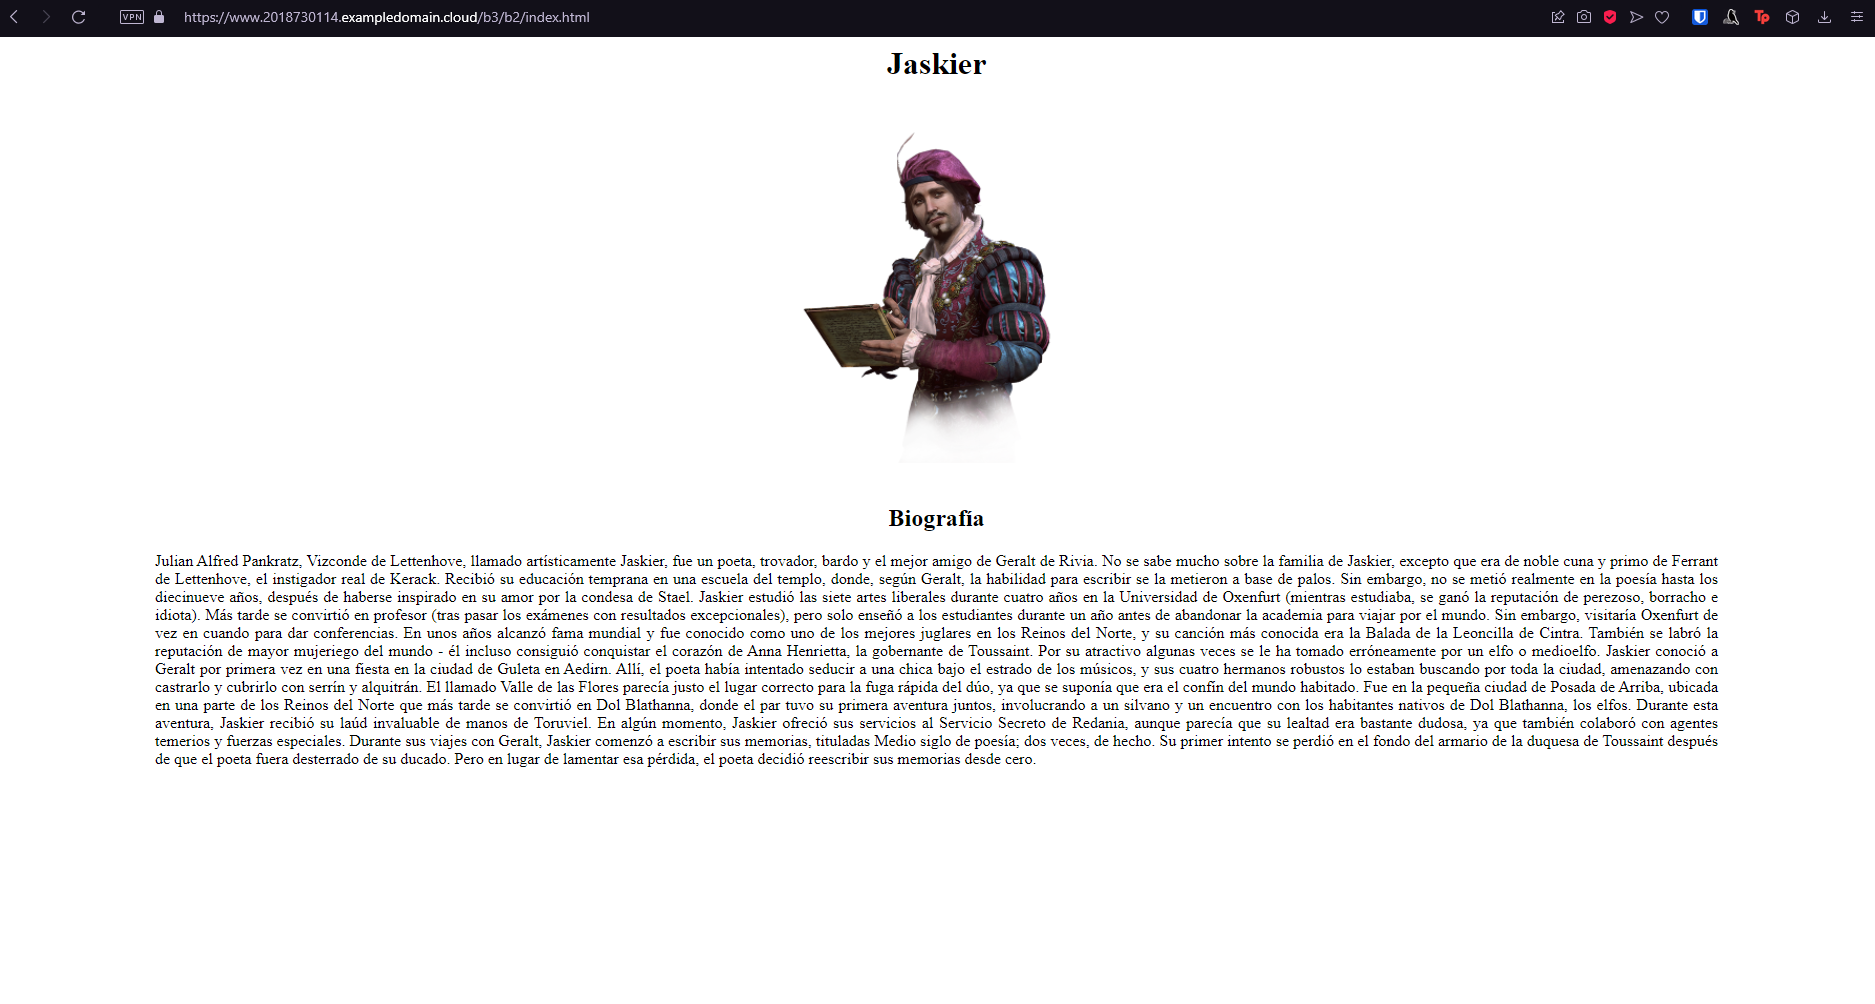 VPN
https://www.2018730114.exampledomain.cloud/b3/b2/index.html
Tp
Jaskier
Biografía
Julian Alfred Pankratz, Vizconde de Lettenhove, llamado artísticamente Jaskier, fue un poeta, trovador, bardo y el mejor amigo de Geralt de Rivia. No se sabe mucho sobre la familia de Jaskier, excepto que era de noble cuna y primo de Ferrant
de Lettenhove, el instigador real de Kerack. Recibió su educación temprana en una escuela del templo, donde, según Geralt, la habilidad para escribir se la metieron a base de palos. Sin embargo, no se metió realmente en la poesía hasta los
diecinueve años, después de haberse inspirado en su amor por la condesa de Stael. Jaskier estudió las siete artes liberales durante cuatro años en la Universidad de Oxenfurt (mientras estudiaba, se ganó la reputación de perezoso, borracho e
idiota). Más tarde se convirtió en profesor (tras pasar los exámenes con resultados excepcionales), pero solo enseñó a los estudiantes durante un año antes de abandonar la academia para viajar por el mundo. Sin embargo, visitaría Oxenfurt de
vez en cuando para dar conferencias. En unos años alcanzó fama mundial y fue conocido como uno de los mejores juglares en los Reinos del Norte, y su canción más conocida era la Balada de la Leoncilla de Cintra. También se labró la
reputación de mayor mujeriego del mundo - él incluso consiguió conquistar el corazón de Anna Henrietta, la gobernante de Toussaint. Por su atractivo algunas veces se le ha tomado erróneamente por un elfo o medioelfo. Jaskier conoció a
Geralt por primera vez en una fiesta en la ciudad de Guleta en Aedirn. Allí, el poeta había intentado seducir a una chica bajo el estrado de los músicos, y sus cuatro hermanos robustos lo estaban buscando por toda la ciudad, amenazando con
castrarlo y cubrirlo con serrín y alquitrán. El llamado Valle de las Flores parecía justo el lugar correcto para la fuga rápida del dúo, ya que se suponía que era el confín del mundo habitado. Fue en la pequeña ciudad de Posada de Arriba, ubicada
en una parte de los Reinos del Norte que más tarde se convirtió en Dol Blathanna, donde el par tuvo su primera aventura juntos, involucrando a un silvano y un encuentro con los habitantes nativos de Dol Blathanna, los elfos. Durante esta
aventura, Jaskier recibió su laúd invaluable de manos de Toruviel. En algún momento, Jaskier ofreció sus servicios al Servicio Secreto de Redania, aunque parecía que su lealtad era bastante dudosa, ya que también colaboró con agentes
temerios y fuerzas especiales. Durante sus viajes con Geralt, Jaskier comenzó a escribir sus memorias, tituladas Medio siglo de poesía; dos veces, de hecho. Su primer intento se perdió en el fondo del armario de la duquesa de Toussaint después
de que el poeta fuera desterrado de su ducado. Pero en lugar de lamentar esa pérdida, el poeta decidió reescribir sus memorias desde cero.